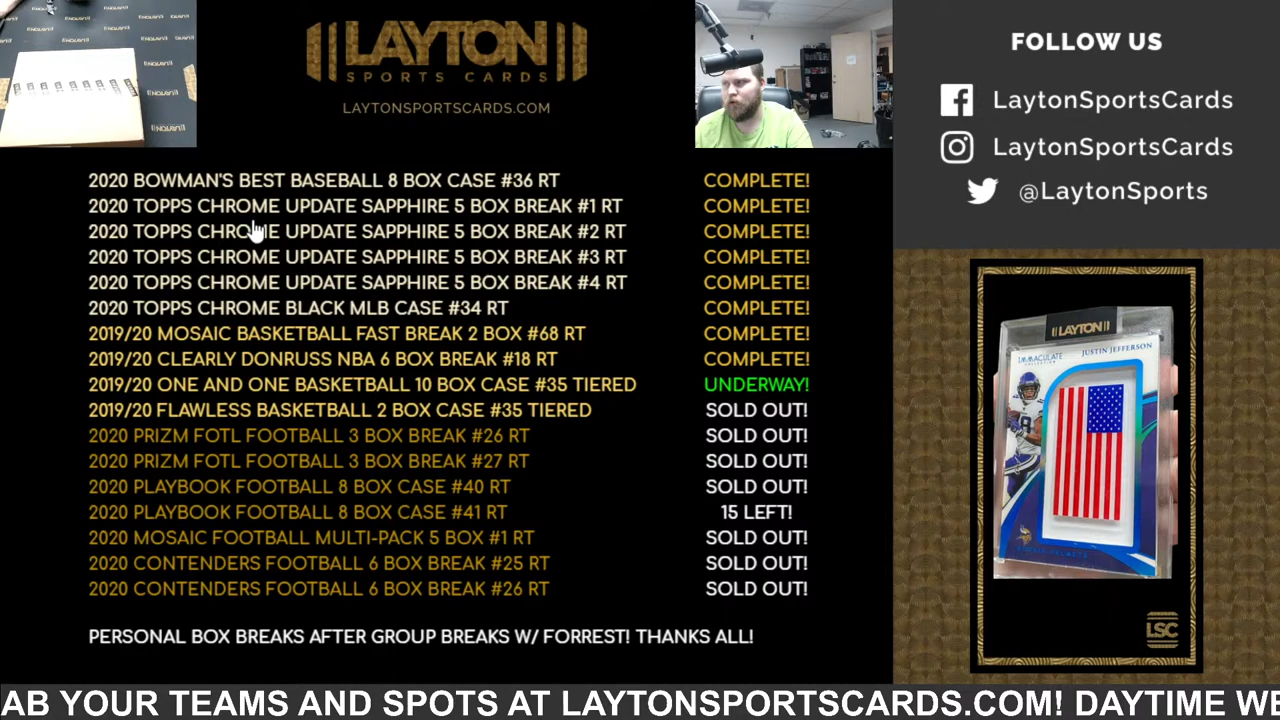 LAYTON
SPORTS CARDS
LAYTONSPORTSCARDS.COM
FOLLOW US
LaytonSportsCards
LaytonSportsCards
@LaytonSports
2020 BOWMAN'S BEST BASEBALL 8 BOX CASE #36 RT COMPLETE!
2020 TOPPS CHROME UPDATE SAPPHIRE 5 BOX BREAK #1 RT COMPLETE!
2020 TOPPS CHROME UPDATE SAPPHIRE 5 BOX BREAK #2 RT COMPLETE!
2020 TOPPS CHROME UPDATE SAPPHIRE 5 BOX BREAK #3 RT COMPLETE!
2020 TOPPS CHROME UPDATE SAPPHIRE 5 BOX BREAK #4 RT COMPLETE!
2020 TOPPS CHROME BLACK MLB CASE #34 RT COMPLETE!
2019/20 MOSAIC BASKETBALL FAST BREAK 2 BOX #68 RT COMPLETE!
2019/20 CLEARLY DONRUSS NBA 6 BOX BREAK #18 RT COMPLETE!
2019/20 ONE AND ONE BASKETBALL 10 BOX CASE #35 TIERED UNDERWAY!
2019/20 FLAWLESS BASKETBALL 2 BOX CASE #35 TIERED SOLD OUT!
2020 PRIZM FOTL FOOTBALL 3 BOX BREAK #26 RT SOLD OUT!
2020 PRIZM FOTL FOOTBALL 3 BOX BREAK #27 RT SOLD OUT!
2020 PLAYBOOK FOOTBALL 8 BOX CASE #40 RT SOLD OUT!
2020 PLAYBOOK FOOTBALL 8 BOX CASE #41 RT 15 LEFT!
2020 MOSAIC FOOTBALL MULTI-PACK 5 BOX #1 RT SOLD OUT!
2020 CONTENDERS FOOTBALL 6 BOX BREAK #25 RT SOLD OUT!
2020 CONTENDERS FOOTBALL 6 BOX BREAK #26 RT SOLD OUT!
PERSONAL BOX BREAKS AFTER GROUP BREAKS W/ FORREST! THANKS ALL!
LAYTON
IMMACULATE
COLLECTION
JUSTIN JEFFERSON
LSC
AB YOUR TEAMS AND SPOTS AT LAYTONSPORTSCARDS.COM! DAYTIME WE